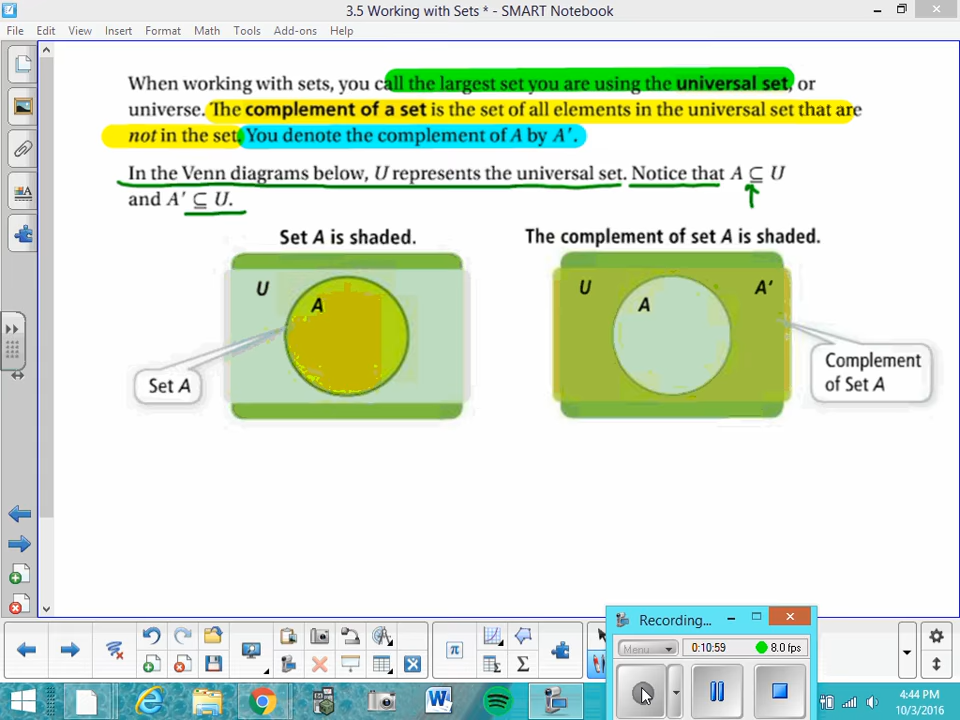 3.5 Working with Sets * - SMART Notebook
File Edit View Insert Format Math Tools Add-ons Help
When working with sets, you call the largest set you are using the universal set, or
universe. The complement of a set is the set of all elements in the universal set that are
not in the set. You denote the complement of A by A′.
In the Venn diagrams below, U represents the universal set. Notice that A ⊆ U
and A′ ⊆ U.
Set A is shaded.
The complement of set A is shaded.
U
A
Set A
U
A
A′
Complement
of Set A
Recording...
Menu
0:10:59
8.0 fps
4:44 PM
10/3/2016